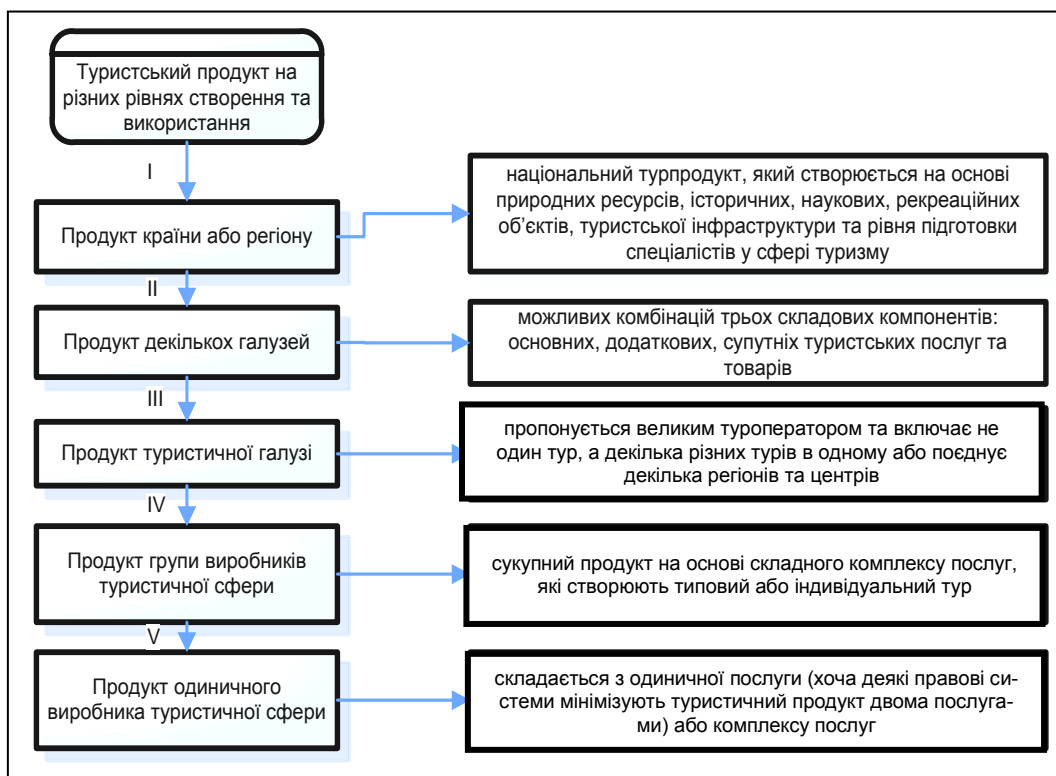 Туристський продукт на
різних рівнях створення та
використання
I
Продукт країни або регіону
національний турпродукт, який створюється на основі
природних ресурсів, історичних, наукових, рекреаційних
об’єктів, туристської інфраструктури та рівня підготовки
спеціалістів у сфері туризму
II
Продукт декількох галузей
можливих комбінацій трьох складових компонентів:
основних, додаткових, супутніх туристських послуг та
товарів
III
Продукт туристичної галузі
пропонується великим туроператором та включає не
один тур, а декілька різних турів в одному або поєднує
декілька регіонів та центрів
IV
Продукт групи виробників
туристичної сфери
сукупний продукт на основі складного комплексу послуг,
які створюють типовий або індивідуальний тур
V
Продукт одиничного
виробника туристичної сфери
складається з одиничної послуги (хоча деякі правові си-
стеми мінімізують туристичний продукт двома послуга-
ми) або комплексу послуг